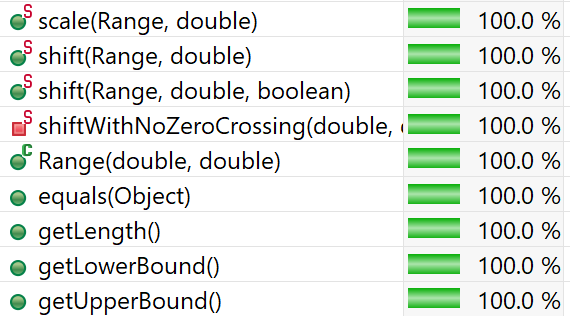 S scale(Range, double) 100.0 %
S shift(Range, double) 100.0 %
S shift(Range, double, boolean) 100.0 %
S shiftWithNoZeroCrossing(double, 100.0 %
C Range(double, double) 100.0 %
equals(Object) 100.0 %
getLength() 100.0 %
getLowerBound() 100.0 %
getUpperBound() 100.0 %